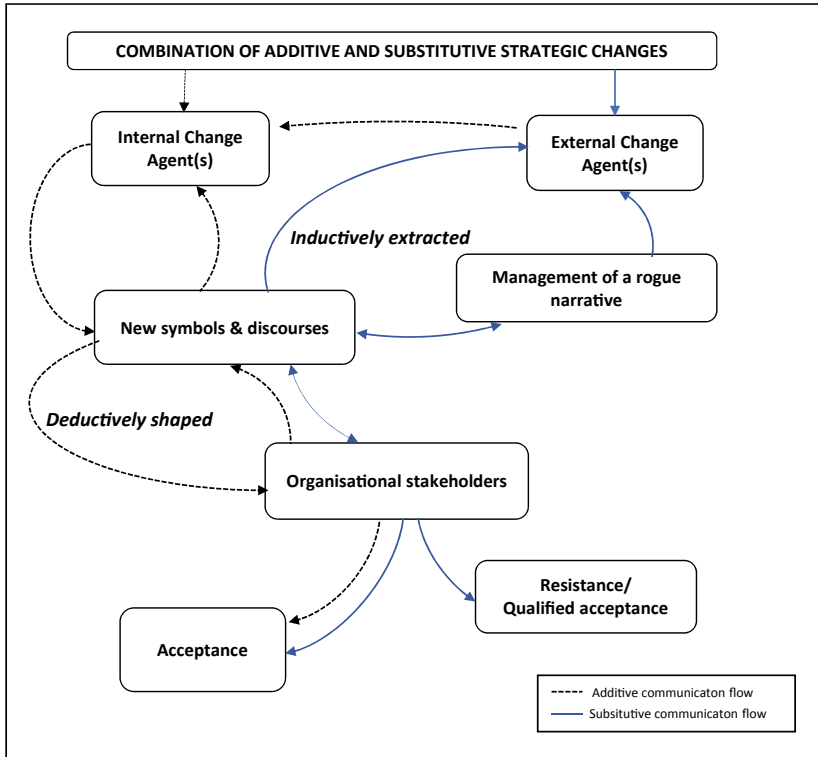 COMBINATION OF ADDITIVE AND SUBSTITUTIVE STRATEGIC CHANGES
Internal Change
Agent(s)
External Change
Agent(s)
Inductively extracted
Management of a rogue
narrative
New symbols & discourses
Deductively shaped
Organisational stakeholders
Resistance/
Qualified acceptance
Acceptance
Additive communicaton flow
Subsitutive communicaton flow